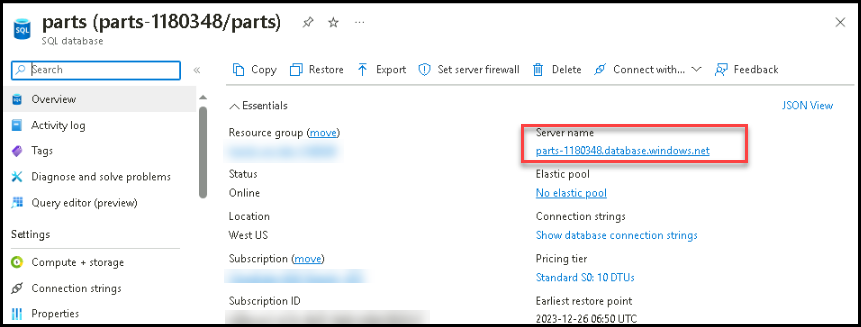 parts (parts-1180348/parts)
SQL database
Search
Copy Restore Export Set server firewall Delete Connect with... Feedback
Overview
Activity log
Tags
Diagnose and solve problems
Query editor (preview)
Settings
Compute + storage
Connection strings
Properties
Essentials
JSON View
Resource group (move)
Status
Online
Location
West US
Subscription (move)
Subscription ID
Server name
parts-1180348.database.windows.net
Elastic pool
No elastic pool
Connection strings
Show database connection strings
Pricing tier
Standard S0: 10 DTUs
Earliest restore point
2023-12-26 06:50 UTC